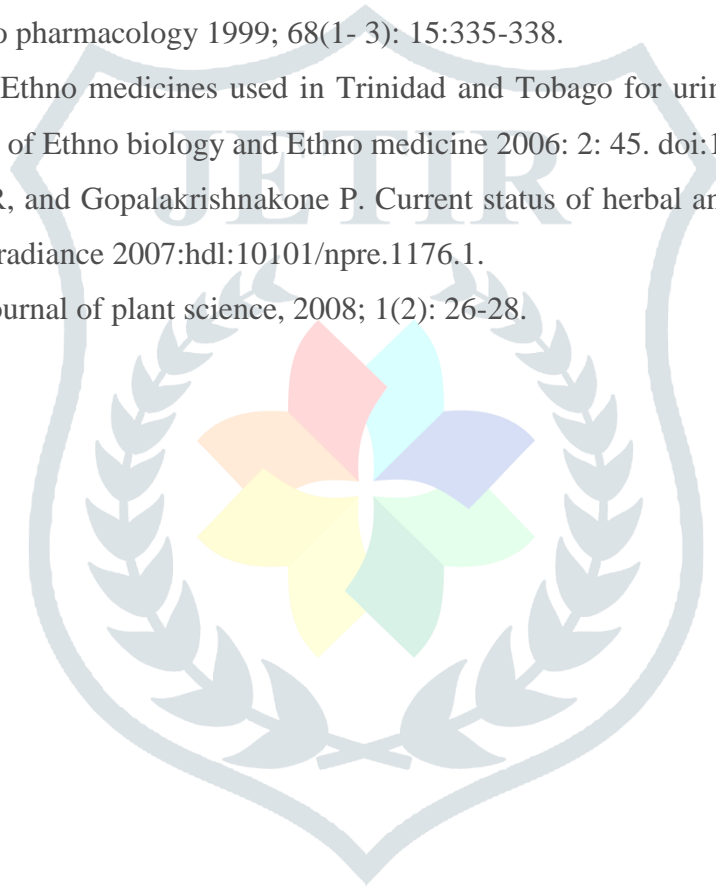 o pharmacology 1999; 68(1- 3): 15:335-338.
Ethno medicines used in Trinidad and Tobago for urin
of Ethno biology and Ethno medicine 2006: 2: 45. doi:1
R, and Gopalakrishnakone P. Current status of herbal an
radiance 2007:hdl:10101/npre.1176.1.
ournal of plant science, 2008; 1(2): 26-28.
JETIR